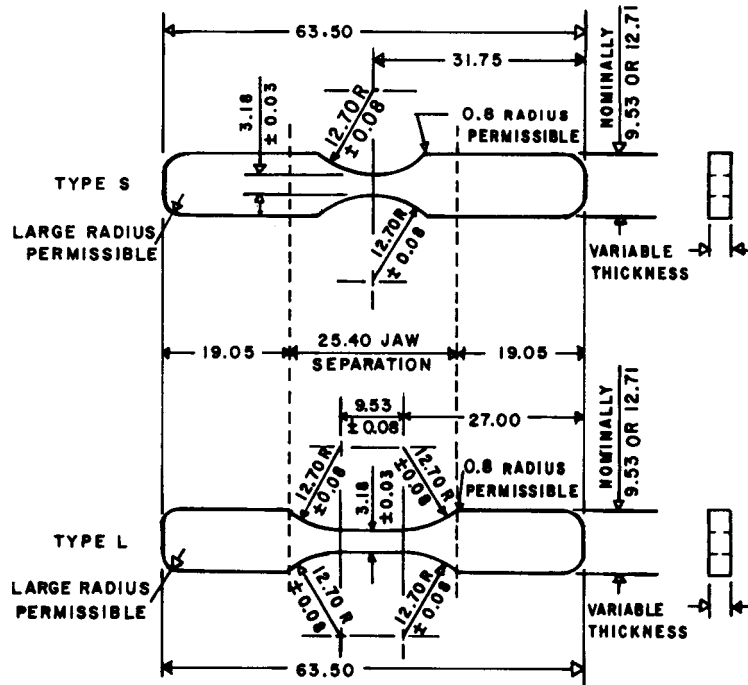 63.50
31.75
NOMINALLY
9.53 OR 12.71
3.18
± 0.03
12.70 R
± 0.08
0.8 RADIUS
PERMISSIBLE
TYPE S
LARGE RADIUS
PERMISSIBLE
12.70R
± 0.08
VARIABLE
THICKNESS
19.05
25.40 JAW
SEPARATION
19.05
9.53
± 0.08
27.00
NOMINALLY
9.53 OR 12.71
12.70R
± 0.08
3.18
± 0.03
12.70 R
± 0.08
0.8 RADIUS
PERMISSIBLE
TYPE L
LARGE RADIUS
PERMISSIBLE
12.70 R
± 0.08
12.70R
± 0.08
VARIABLE
THICKNESS
63.50